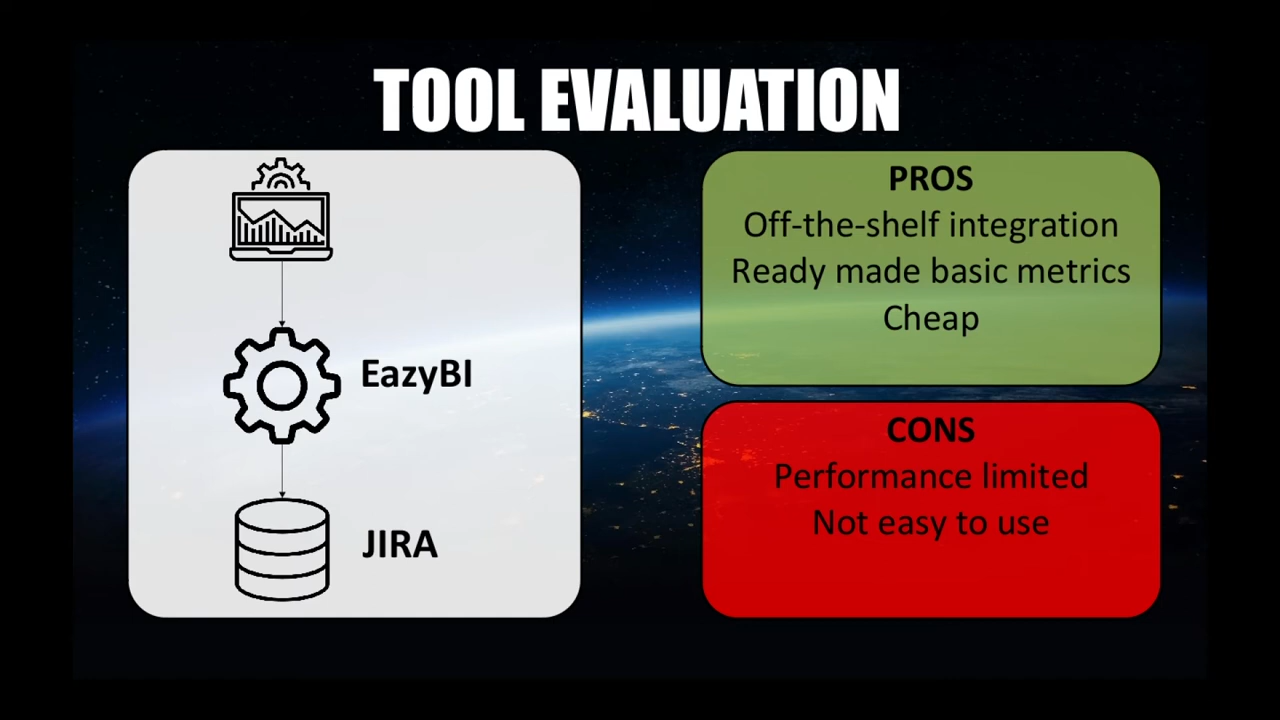 TOOL EVALUATION
EazyBI
JIRA
PROS
Off-the-shelf integration
Ready made basic metrics
Cheap
CONS
Performance limited
Not easy to use